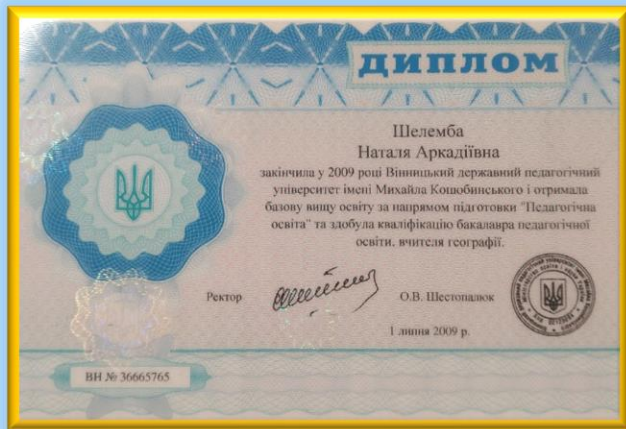 ДИПЛОМ
Шелемба
Наталя Аркадіївна
закінчила у 2009 році Вінницький державний педагогічний
університет імені Михайла Коцюбинського і отримала
базову вищу освіту за напрямом підготовки "Педагогічна
освіта" та здобула кваліфікацію бакалавра педагогічної
освіти, вчителя географії.
Ректор
О.В. Шестопалюк
1 липня 2009 р.
ВН № 36665765